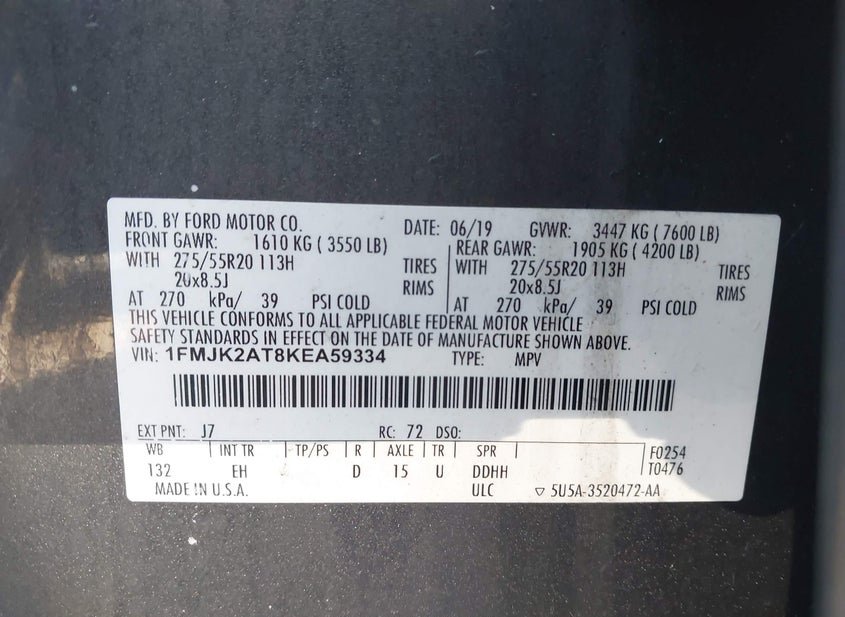 MFD. BY FORD MOTOR CO. DATE: 06/19 GVWR: 3447 KG ( 7600 LB)
FRONT GAWR: 1610 KG ( 3550 LB) REAR GAWR: 1905 KG ( 4200 LB)
WITH 275/55R20 113H TIRES WITH 275/55R20 113H TIRES
20x8.5J RIMS 20x8.5J RIMS
AT 270 kPa/ 39 PSI COLD AT 270 kPa/ 39 PSI COLD
THIS VEHICLE CONFORMS TO ALL APPLICABLE FEDERAL MOTOR VEHICLE
SAFETY STANDARDS IN EFFECT ON THE DATE OF MANUFACTURE SHOWN ABOVE.
VIN: 1FMJK2AT8KEA59334 TYPE: MPV
EXT PNT: J7 RC: 72 DSO:
WB INT TR TP/PS R AXLE TR SPR F0254
132 EH D 15 U DDHH T0476
MADE IN U.S.A. ULC ▽ 5U5A-3520472-AA